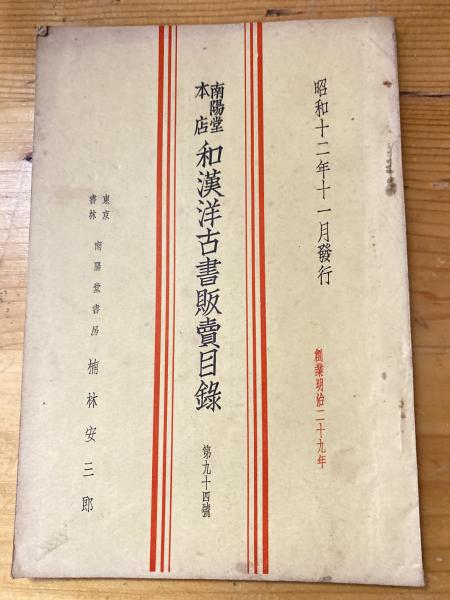 昭和十二年十一月發行
創業明治二十九年
南陽堂本店
和漢洋古書販賣目錄
第九十四號
東京書林
南陽堂書房
楠林安三郎